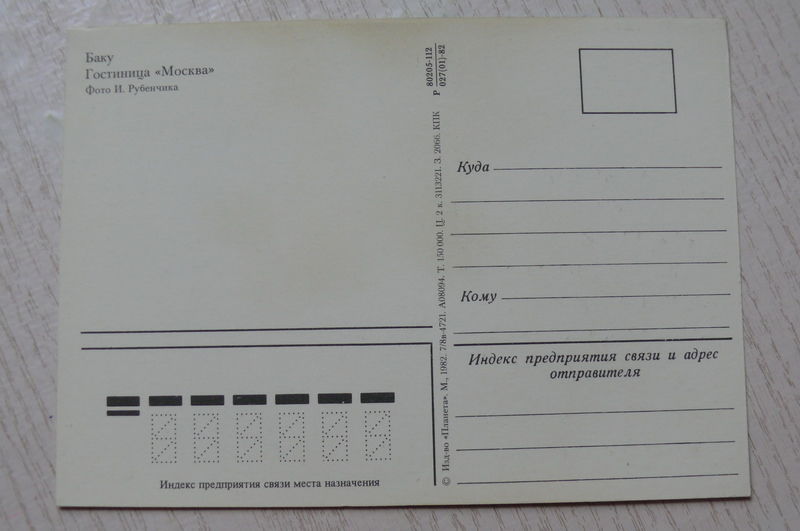 Баку
Гостиница «Москва»
Фото И. Рубенчика
Р 80205-112
027(01)-82
© Изд-во «Планета». М., 1982. 7/8в-4721. А08094. Т. 150 000. Ц. 2 к. 3113221. З. 2066. КПК
Куда
Кому
Индекс предприятия связи и адрес
отправителя
Индекс предприятия связи места назначения